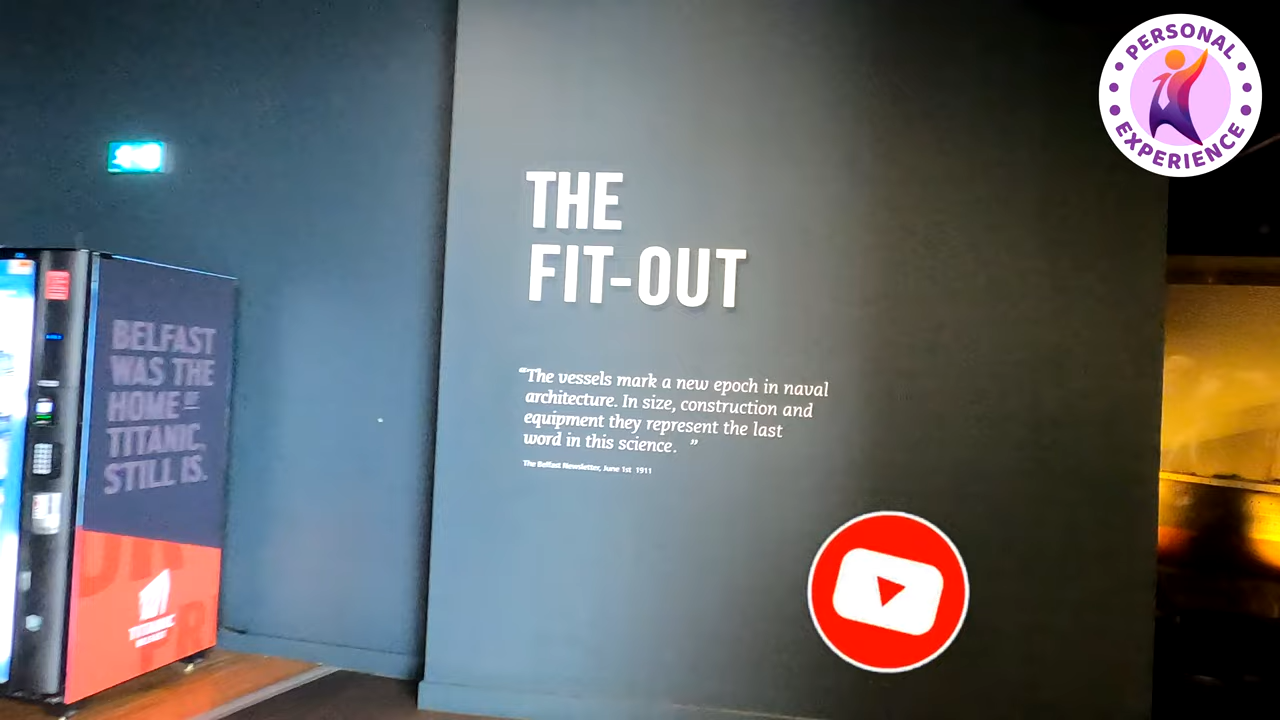 PERSONAL
EXPERIENCE
THE
FIT-OUT
“The vessels mark a new epoch in naval
architecture. In size, construction and
equipment they represent the last
word in this science. ”
The Belfast Newsletter, June 1st 1911
BELFAST
WAS THE
HOME OF
TITANIC,
STILL IS.
TITANIC
BELFAST